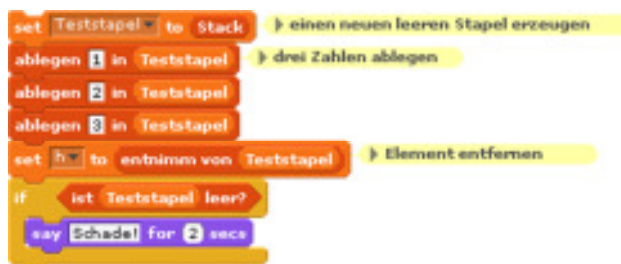 set Teststapel to Stack einen neuen leeren Stapel erzeugen
ablegen 1 in Teststapel drei Zahlen ablegen
ablegen 2 in Teststapel
ablegen 3 in Teststapel
set h to entnimm von Teststapel Element entfernen
if ist Teststapel leer?
say Schade! for 2 secs